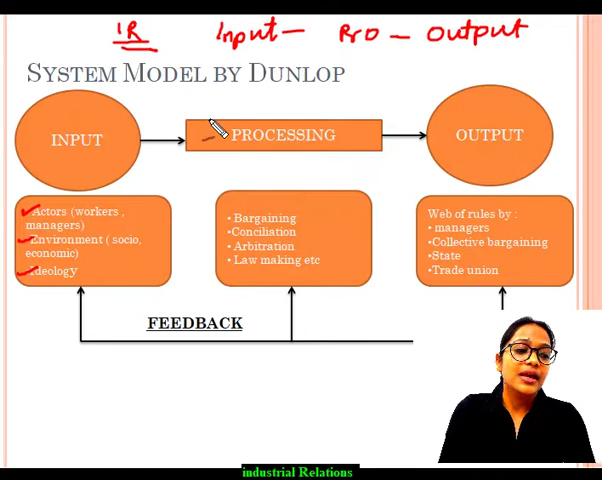 IR Input - Pro - Output
SYSTEM MODEL BY DUNLOP
INPUT
PROCESSING
OUTPUT
Actors (workers ,
managers)
Environment ( socio,
economic)
Ideology
• Bargaining
• Conciliation
• Arbitration
• Law making etc
Web of rules by :
• managers
• Collective bargaining
• State
• Trade union
FEEDBACK
industrial Relations